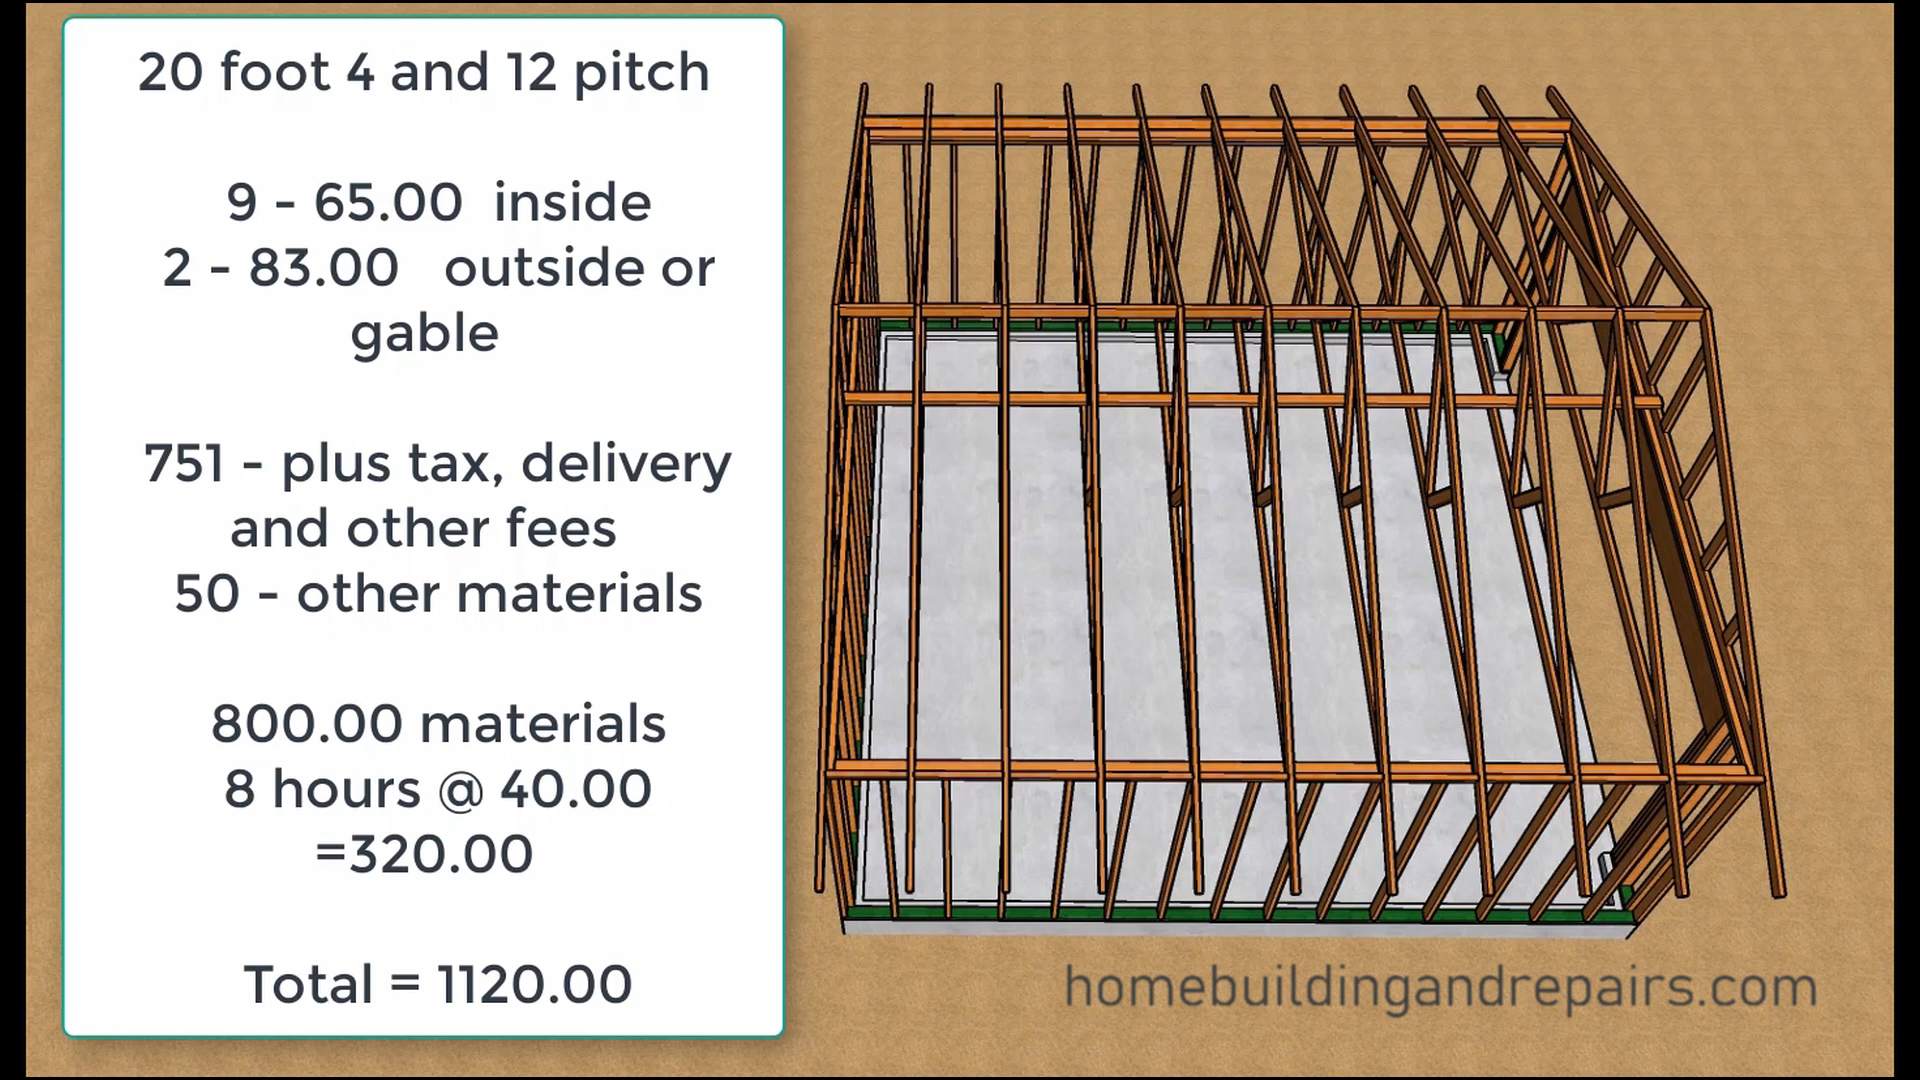 20 foot 4 and 12 pitch
9 - 65.00 inside
2 - 83.00 outside or
gable
751 - plus tax, delivery
and other fees
50 - other materials
800.00 materials
8 hours @ 40.00
=320.00
Total = 1120.00
homebuildingandrepairs.com